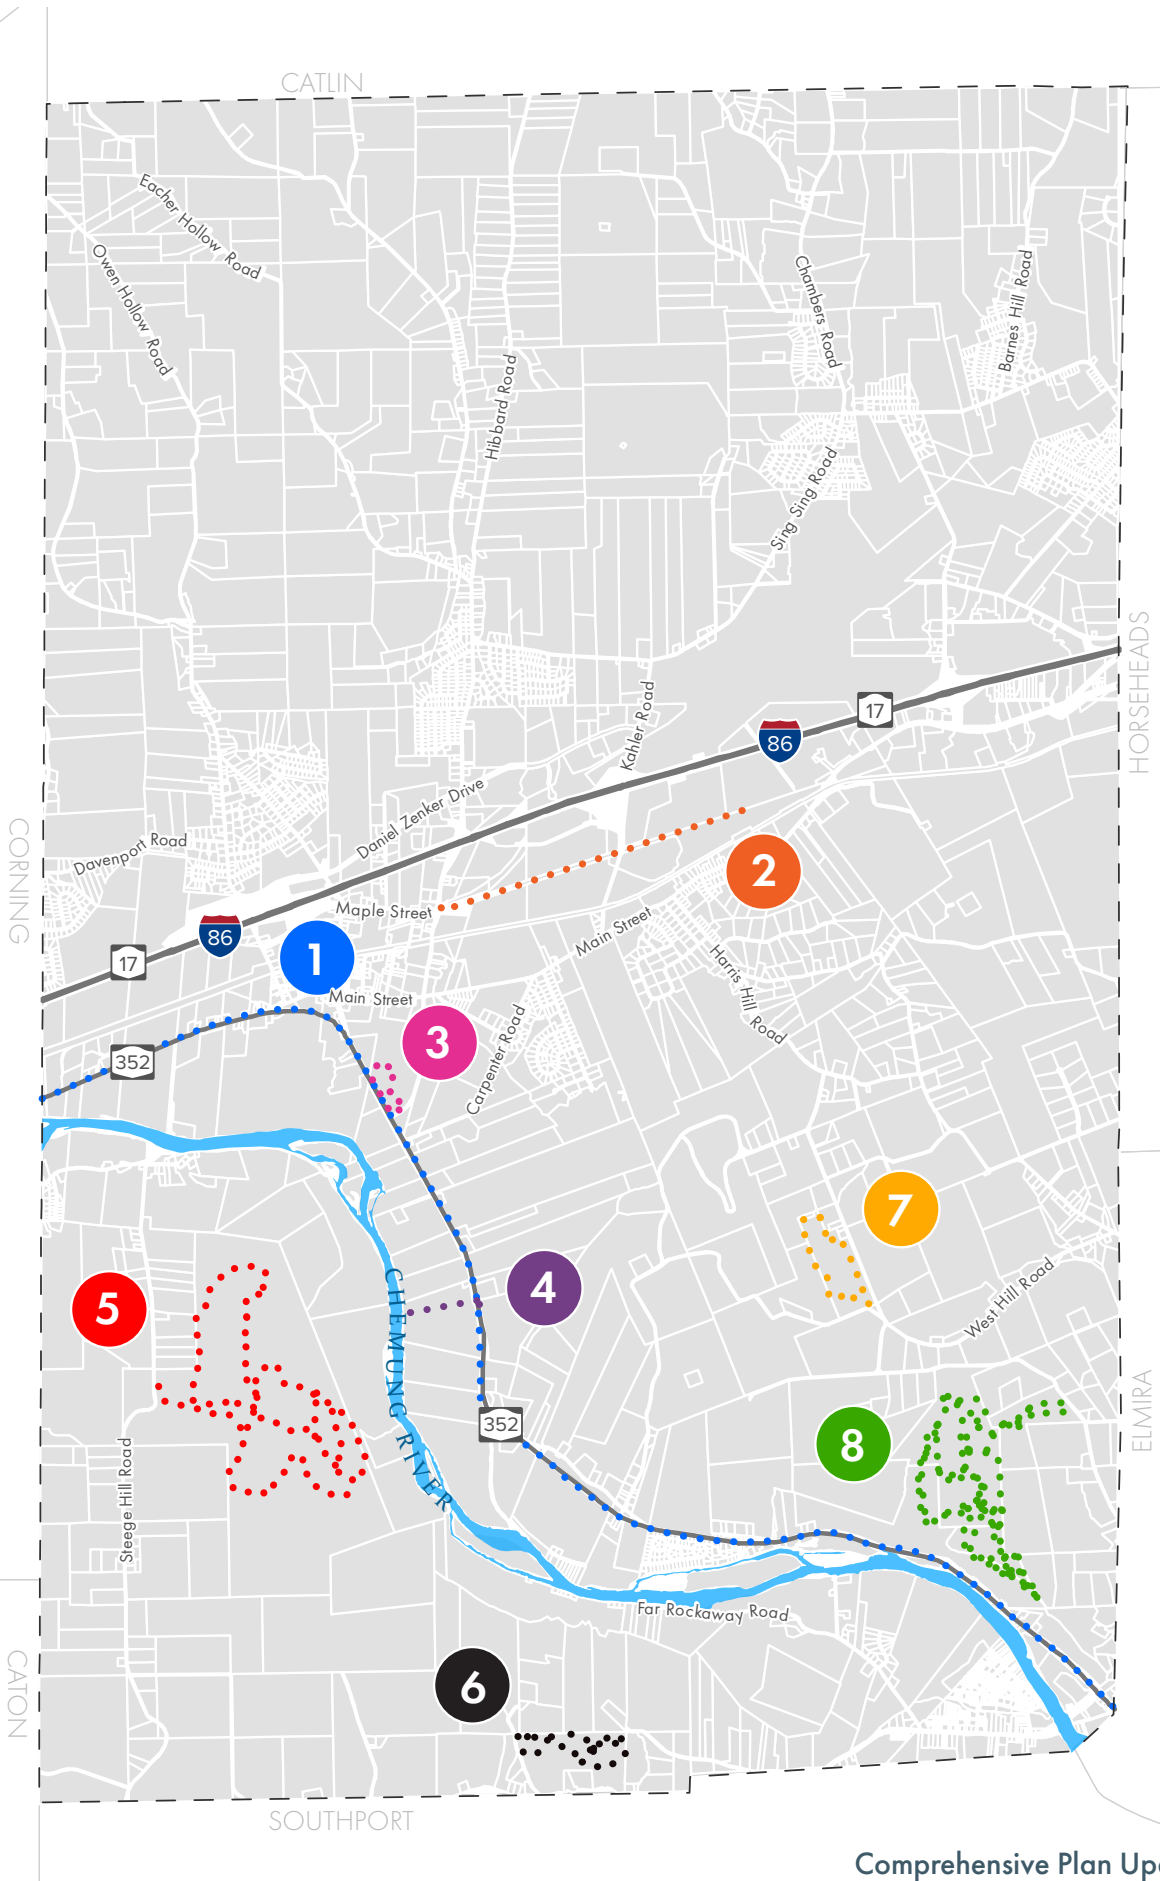 CATLIN
Eacher Hollow Road
Owen Hollow Road
Chambers Road
Barnes Hill Road
Hibbard Road
Sing Sing Road
HORSEHEADS
Kahler Road
17
86
Daniel Zenker Drive
CORNING
Davenport Road
2
Maple Street
Main Street
86
17
1
Harris Hill Road
Main Street
3
Carpenter Road
352
7
5
4
CHEMUNG RIVER
West Hill Road
ELMIRA
352
8
Steege Hill Road
Far Rockaway Road
CATON
6
SOUTHPORT
Comprehensive Plan